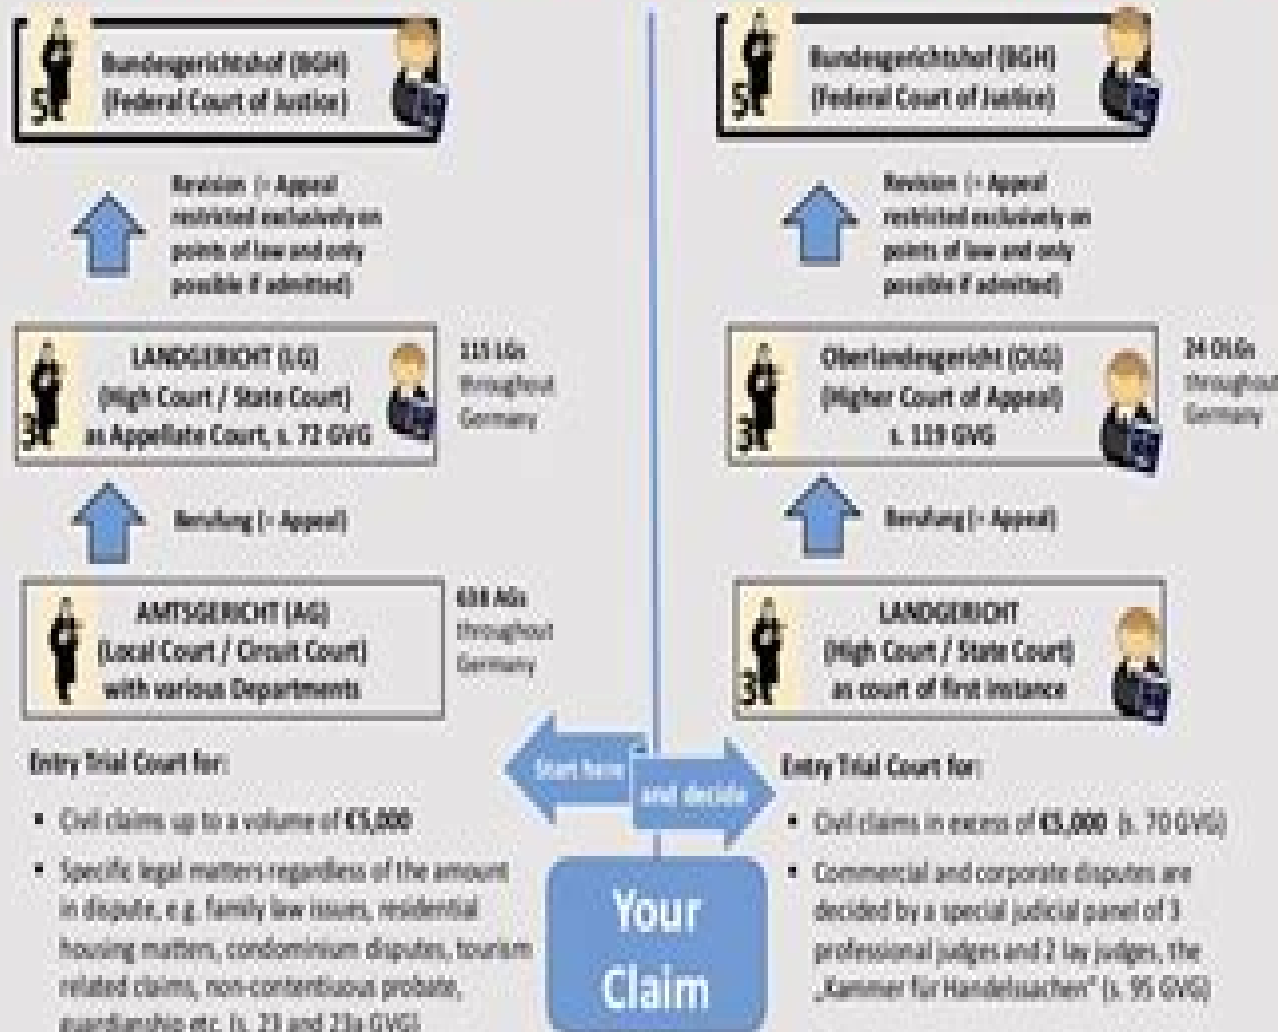 5
Bundesgerichtshof (BGH)
(Federal Court of Justice)
Revision (= Appeal
restricted exclusively on
points of law and only
possible if admitted)
3
LANDGERICHT (LG)
(High Court / State Court)
as Appellate Court, s. 72 GVG
115 LGs
throughout
Germany
Berufung (= Appeal)
AMTSGERICHT (AG)
(Local Court / Circuit Court)
with various Departments
638 AGs
throughout
Germany
Entry Trial Court for:
• Civil claims up to a volume of €5,000
• Specific legal matters regardless of the amount
in dispute, e.g. family law issues, residential
housing matters, condominium disputes, tourism
related claims, non-contentious probate,
guardianship etc. (s. 23 and 23a GVG)
Start here
and decide
Your
Claim
5
Bundesgerichtshof (BGH)
(Federal Court of Justice)
Revision (= Appeal
restricted exclusively on
points of law and only
possible if admitted)
3
Oberlandesgericht (OLG)
(Higher Court of Appeal)
s. 119 GVG
24 OLGs
throughout
Germany
Berufung (= Appeal)
3
LANDGERICHT
(High Court / State Court)
as court of first instance
Entry Trial Court for:
• Civil claims in excess of €5,000 (s. 70 GVG)
• Commercial and corporate disputes are
decided by a special judicial panel of 3
professional judges and 2 lay judges, the
„Kammer für Handelssachen" (s. 95 GVG)